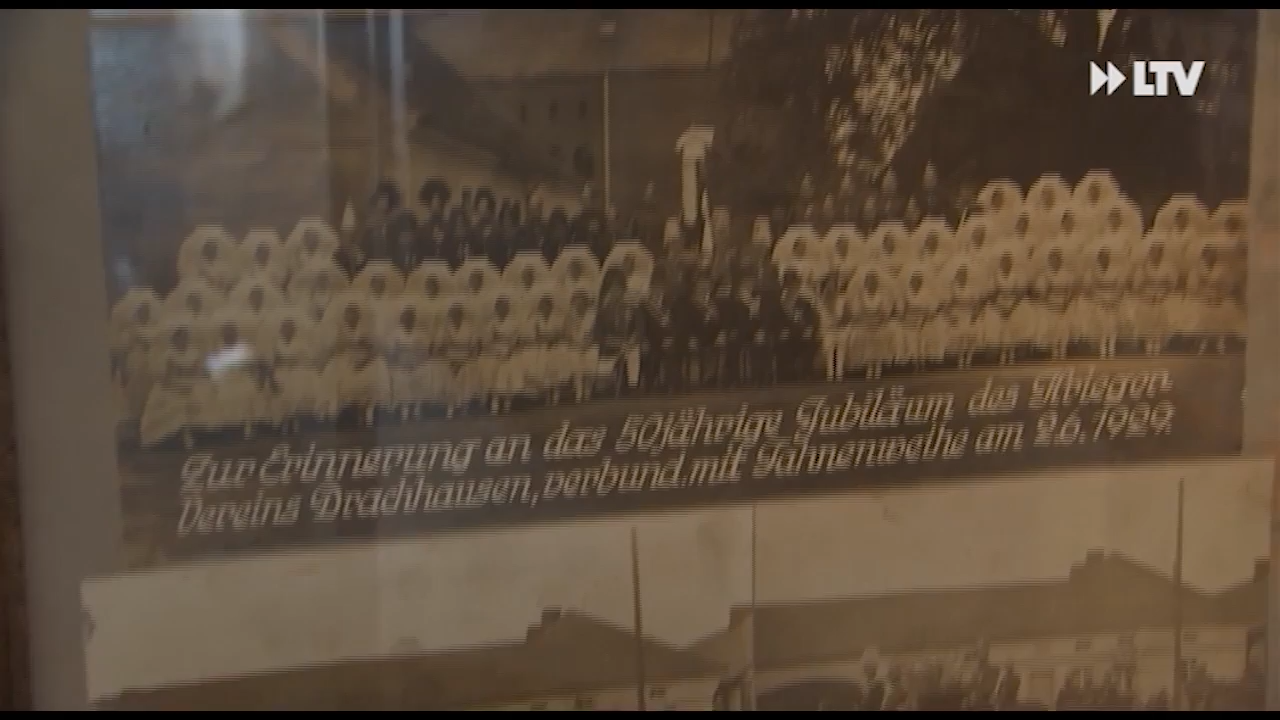 LTV
Zur Erinnerung an das 50jährige Jubiläum des
Vereins Drachhausen, verbund. mit Fahnenweihe am 2.6.1929.